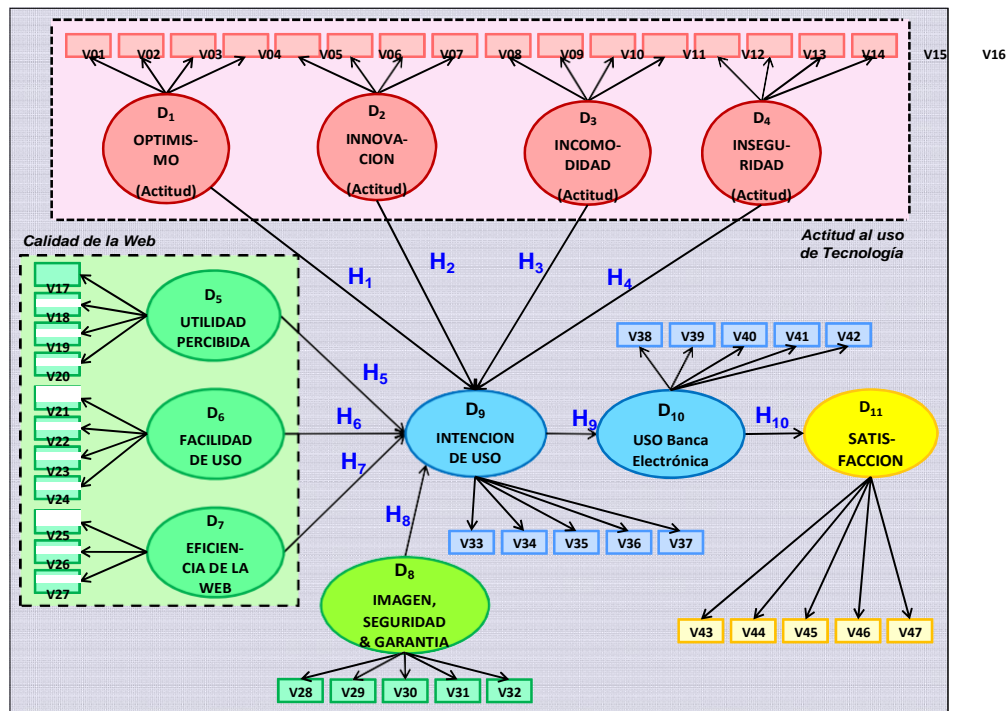 V01 V02 V03 V04 V05 V06 V07 V08 V09 V10 V11 V12 V13 V14 V15 V16
D1
OPTIMIS-
MO
(Actitud)
D2
INNOVA-
CION
(Actitud)
D3
INCOMO-
DIDAD
(Actitud)
D4
INSEGU-
RIDAD
(Actitud)
Calidad de la Web
Actitud al uso
de Tecnología
H1
H2
H3
H4
V17
V18
V19
V20
D5
UTILIDAD
PERCIBIDA
V38 V39 V40 V41 V42
H5
V21
V22
V23
V24
D6
FACILIDAD
DE USO
H6
D9
INTENCION
DE USO
H9
D10
USO Banca
Electrónica
H10
D11
SATIS-
FACCION
H7
V25
V26
V27
D7
EFICIEN-
CIA DE LA
WEB
H8
V33 V34 V35 V36 V37
D8
IMAGEN,
SEGURIDAD
& GARANTIA
V43 V44 V45 V46 V47
V28 V29 V30 V31 V32